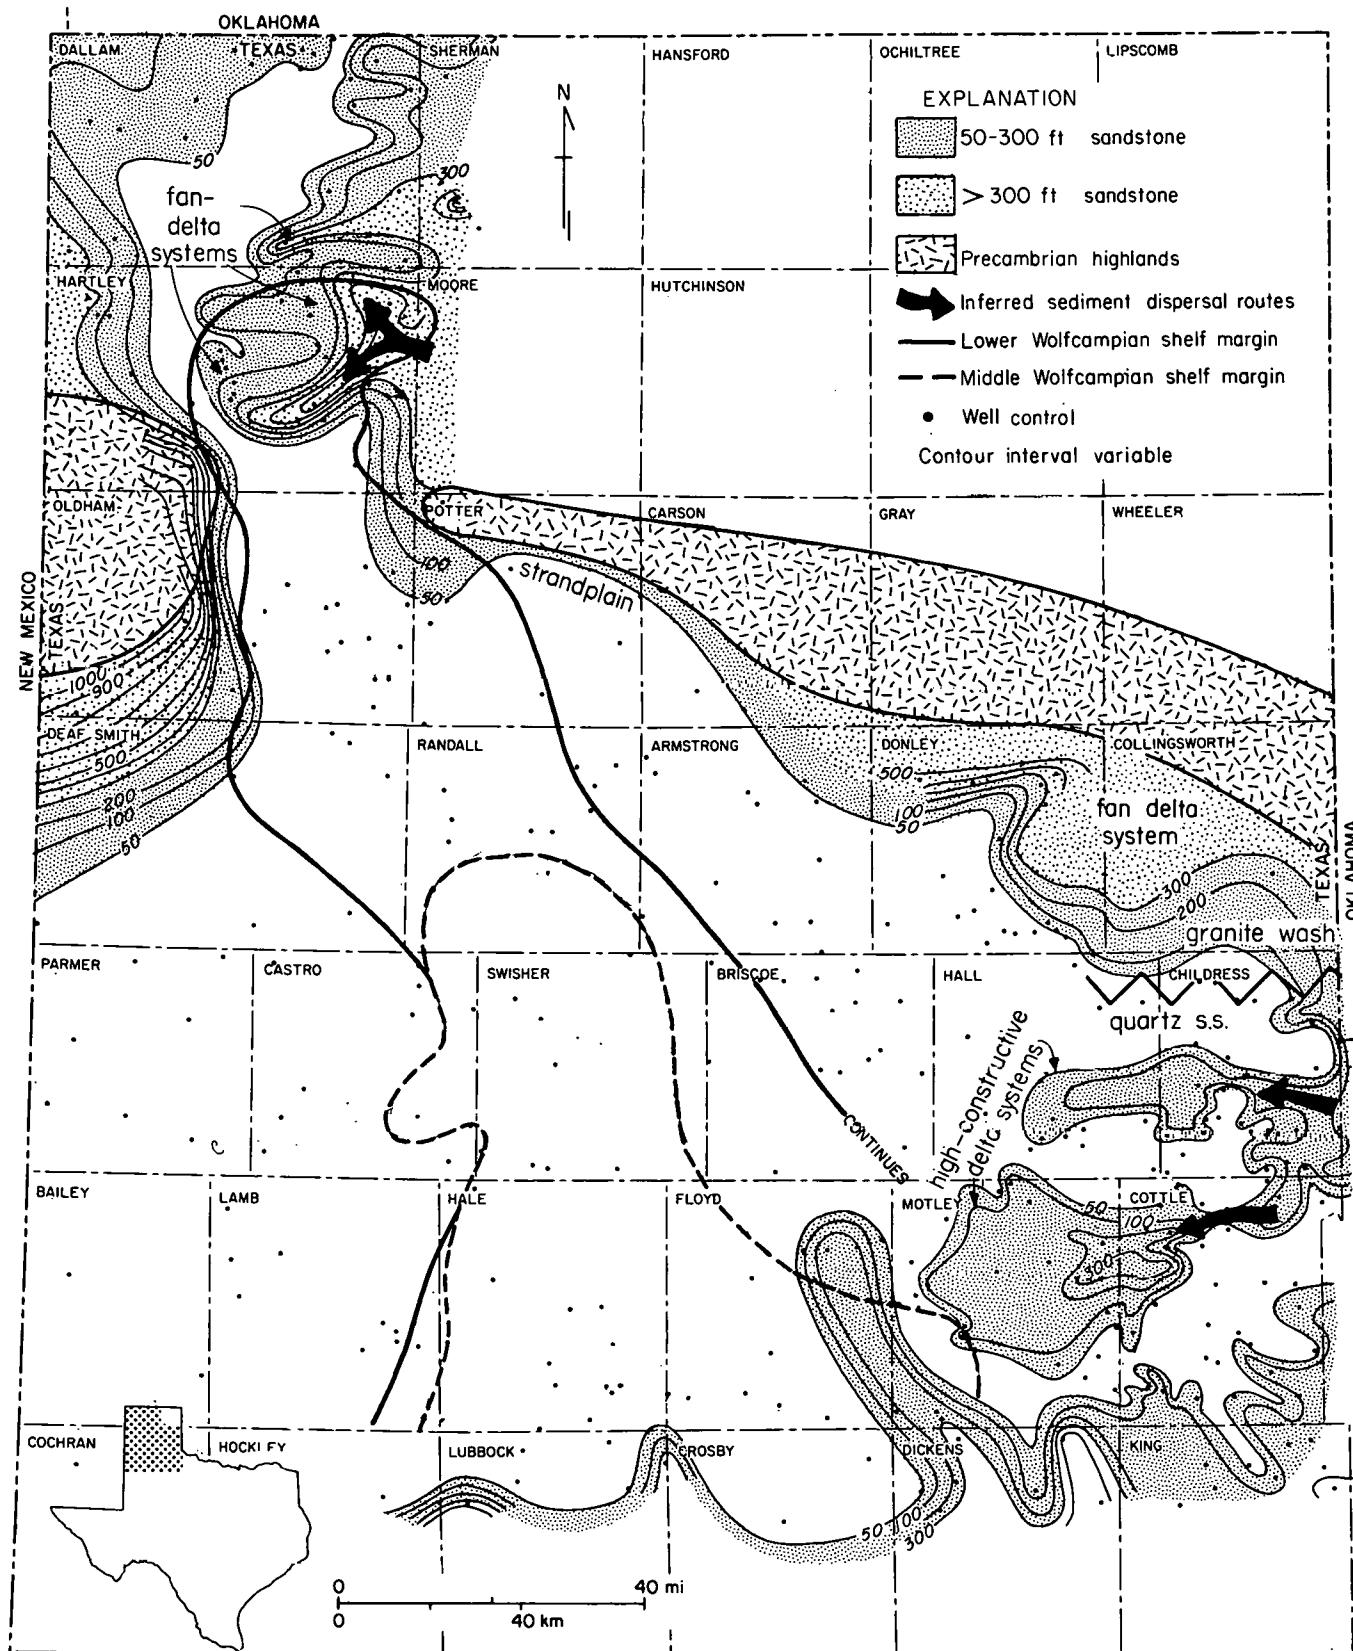 OKLAHOMA
TEXAS
DALLAM
SHERMAN
HANSFORD
OCHILTREE
LIPSCOMB
N
EXPLANATION
50-300 ft sandstone
> 300 ft sandstone
Precambrian highlands
Inferred sediment dispersal routes
Lower Wolfcampian shelf margin
Middle Wolfcampian shelf margin
Well control
Contour interval variable
50
300
fan-
delta
systems
HARTLEY
MOORE
HUTCHINSON
OLDHAM
POTTER
CARSON
GRAY
WHEELER
100
50
strandplain
NEW MEXICO
TEXAS
1000
900
DEAF SMITH
500
200
100
50
RANDALL
ARMSTRONG
DONLEY
COLLINGSWORTH
500
100
50
fan delta
system
TEXAS
OKLAHOMA
300
200
granite wash
PARMER
CASTRO
SWISHER
BRISCOE
HALL
CHILDRESS
quartz s.s.
high-constructive
delta systems
CONTINUES
BAILEY
LAMB
HALE
FLOYD
MOTLEY
COTTLE
50
100
300
COCHRAN
HOCKLEY
LUBBOCK
CROSBY
DICKENS
KING
50
100
300
0
40 mi
0
40 km